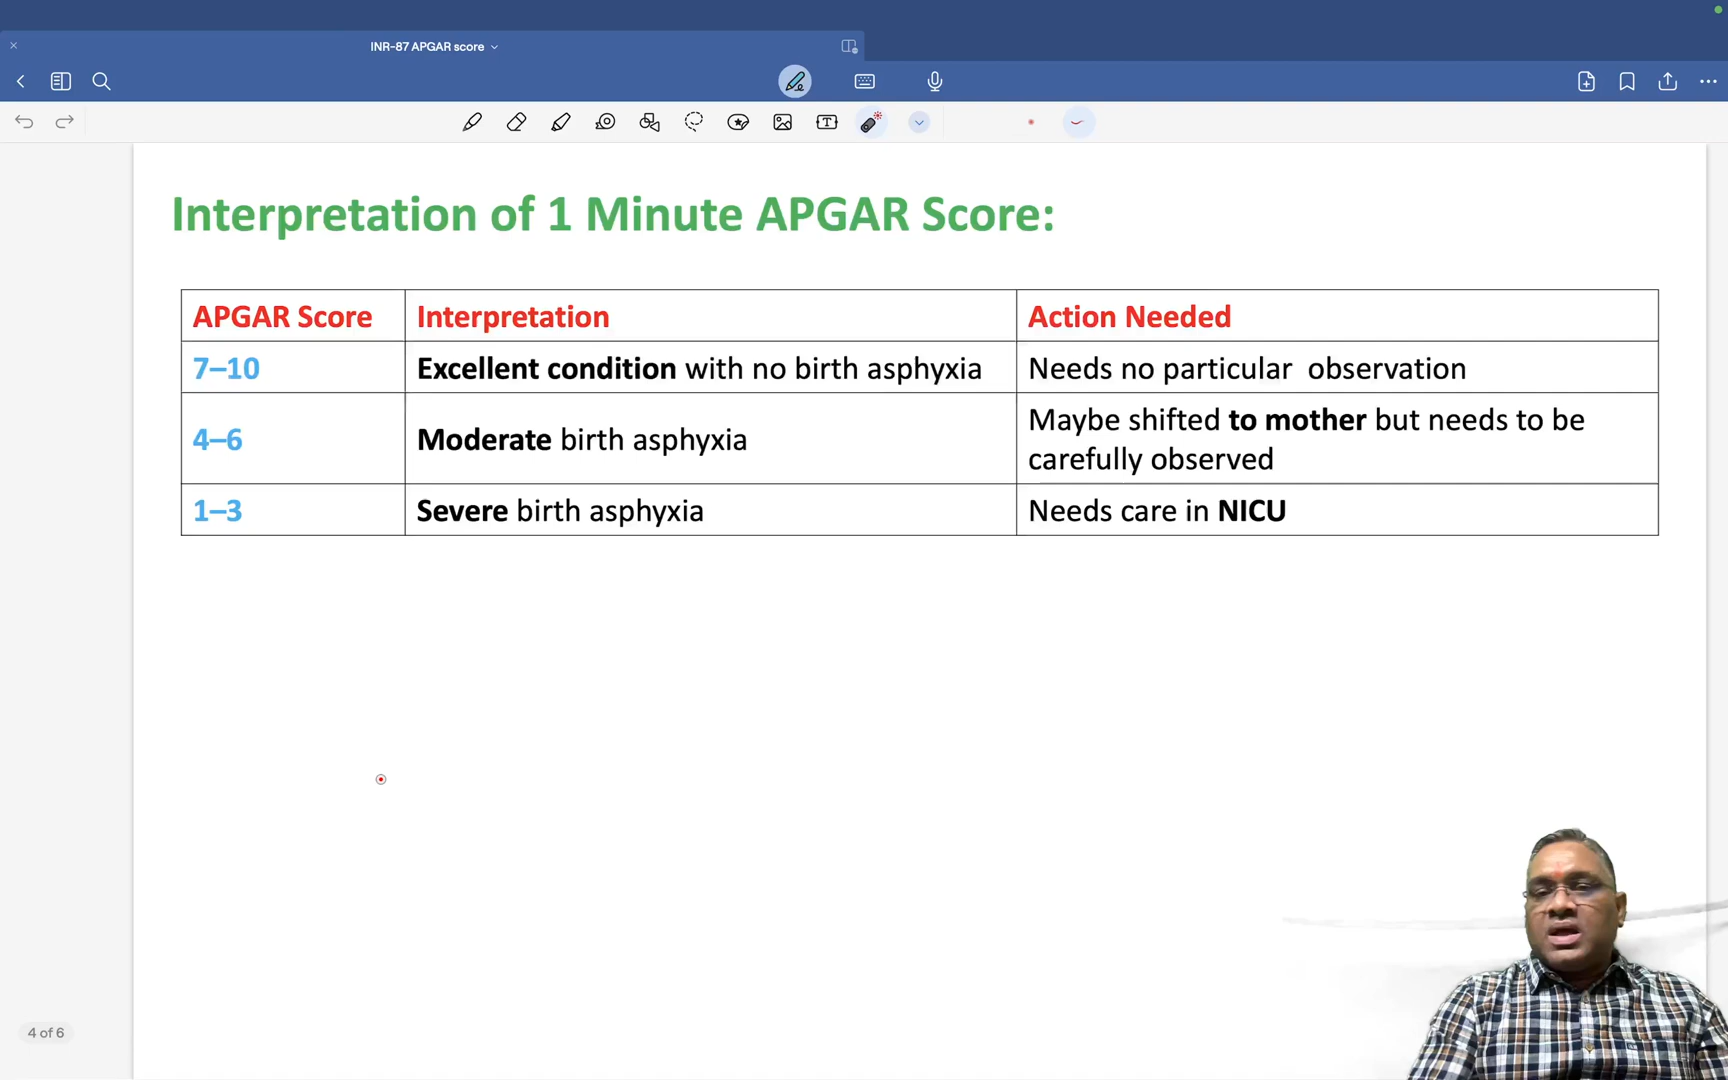 INR-87 APGAR score
Interpretation of 1 Minute APGAR Score:
APGAR Score Interpretation Action Needed
7–10 Excellent condition with no birth asphyxia Needs no particular observation
4–6 Moderate birth asphyxia Maybe shifted to mother but needs to be
carefully observed
1–3 Severe birth asphyxia Needs care in NICU
4 of 6